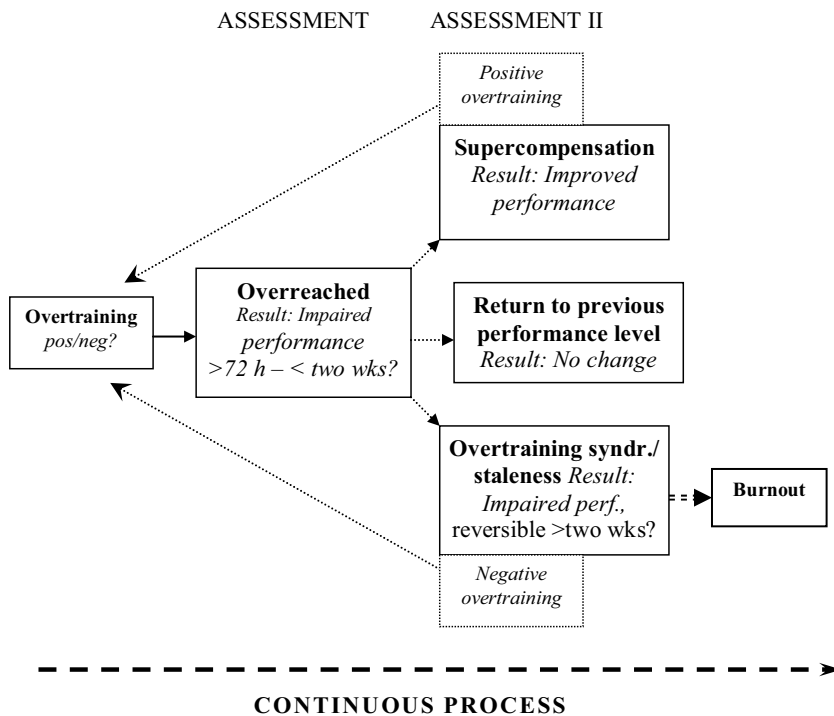 ASSESSMENT
ASSESSMENT II
Positive
overtraining
Supercompensation
Result: Improved
performance
Overtraining
pos/neg?
Overreached
Result: Impaired
performance
>72 h – < two wks?
Return to previous
performance level
Result: No change
Overtraining syndr./
staleness Result:
Impaired perf.,
reversible >two wks?
Burnout
Negative
overtraining
CONTINUOUS PROCESS